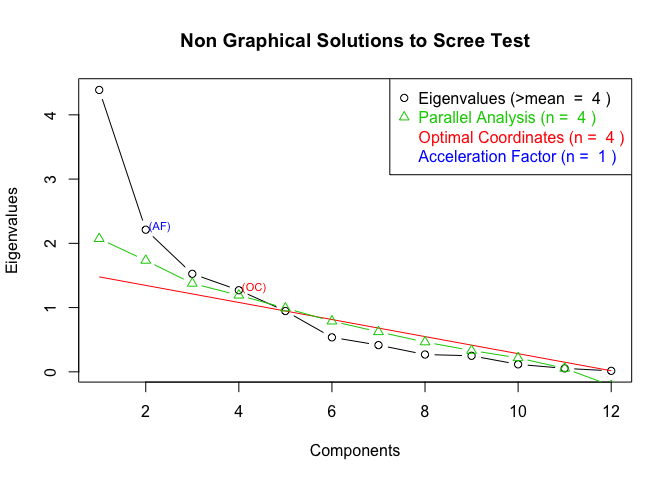 Non Graphical Solutions to Scree Test
Eigenvalues (>mean  =  4 )
Parallel Analysis (n =  4 )
Optimal Coordinates (n =  4 )
Acceleration Factor (n =  1 )
(AF)
(OC)
Eigenvalues
4
3
2
1
0
2 4 6 8 10 12
Components